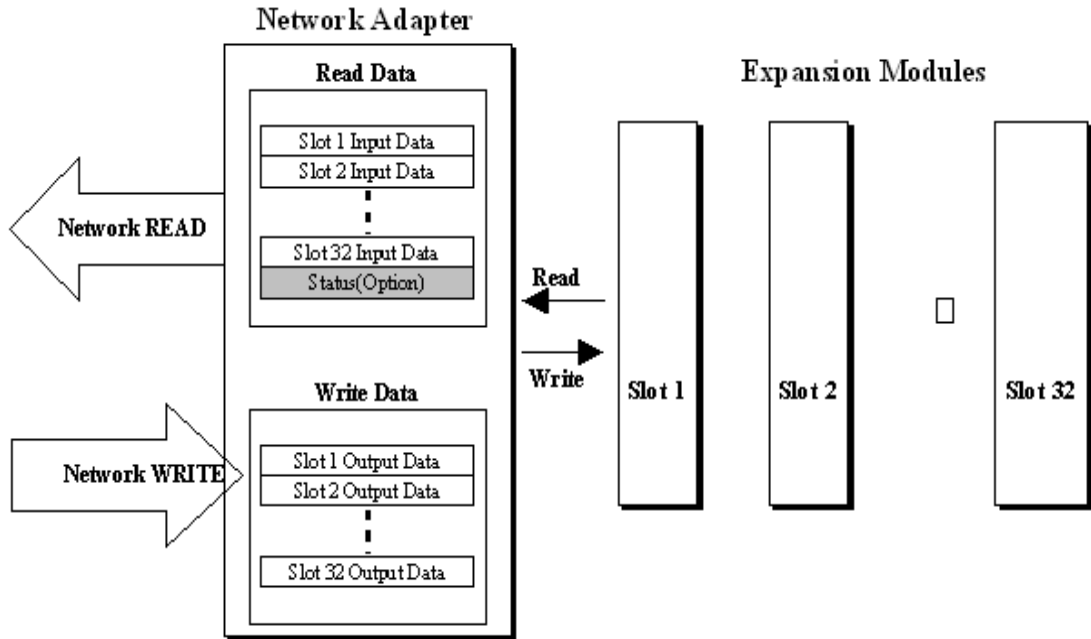 Network Adapter
Read Data
Slot 1 Input Data
Slot 2 Input Data
Slot 32 Input Data
Status(Option)
Network READ
Write Data
Slot 1 Output Data
Slot 2 Output Data
Slot 32 Output Data
Network WRITE
Read
Write
Expansion Modules
Slot 1
Slot 2
Slot 32